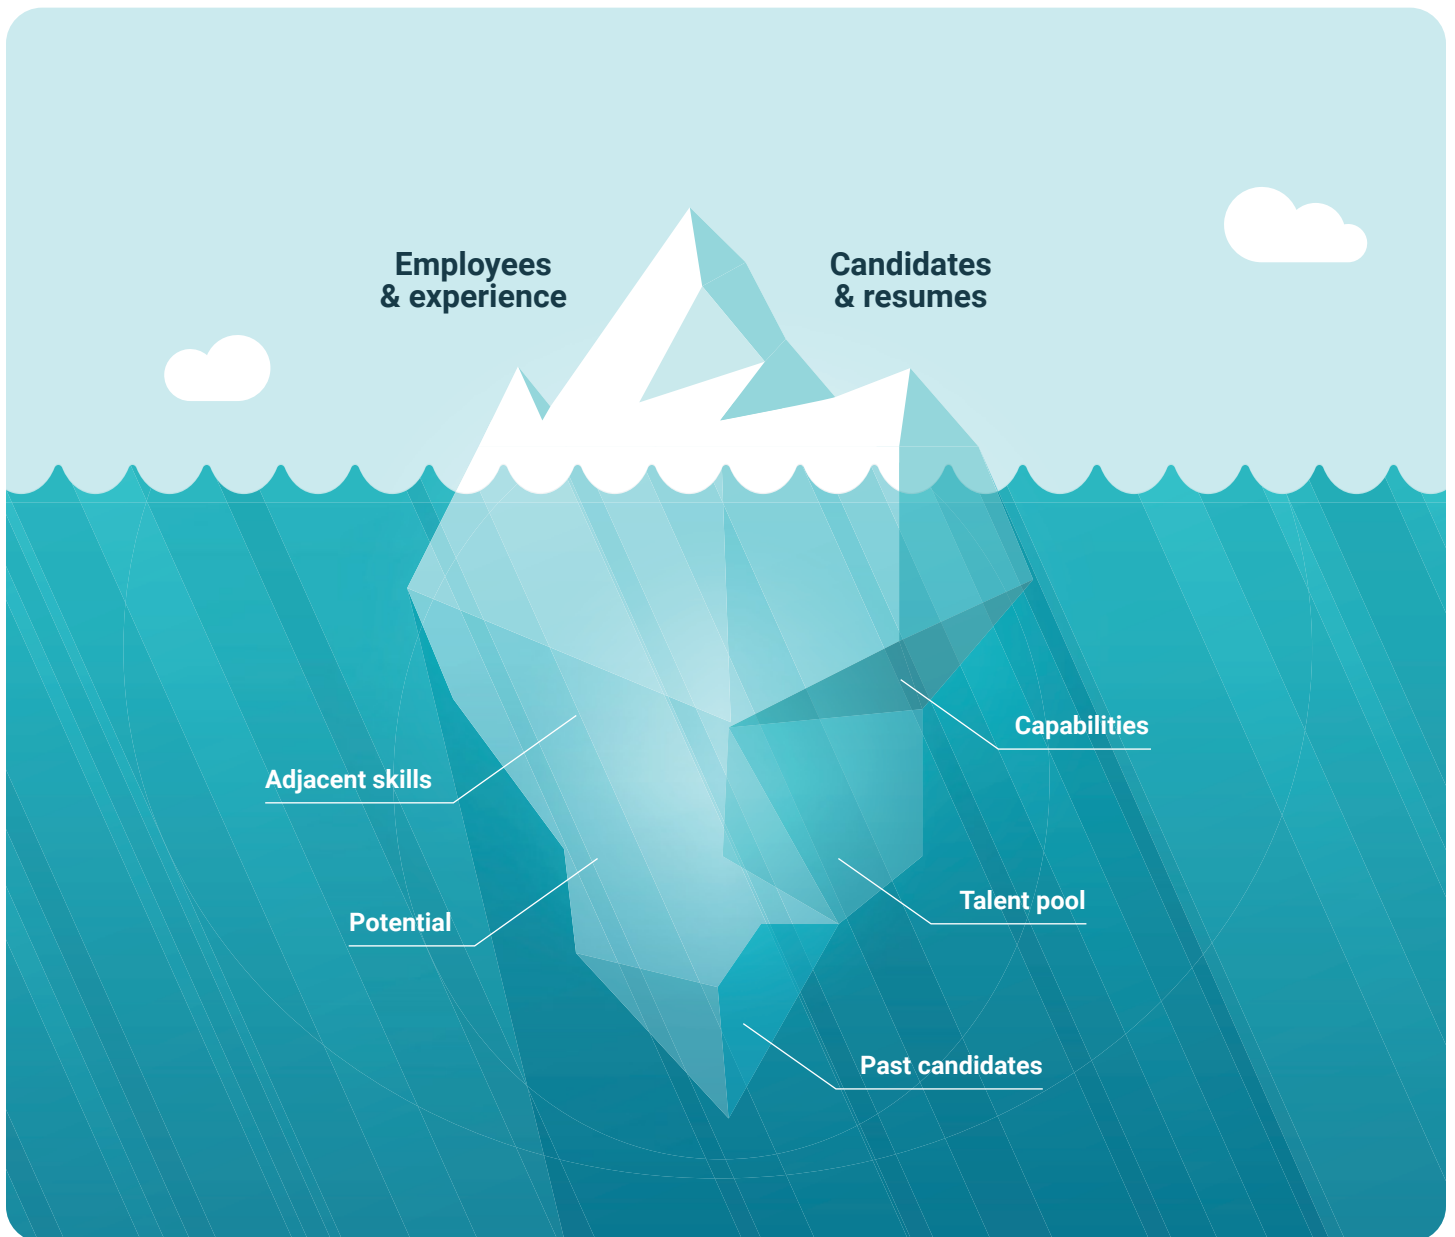 Employees
& experience
Candidates
& resumes
Capabilities
Adjacent skills
Talent pool
Potential
Past candidates